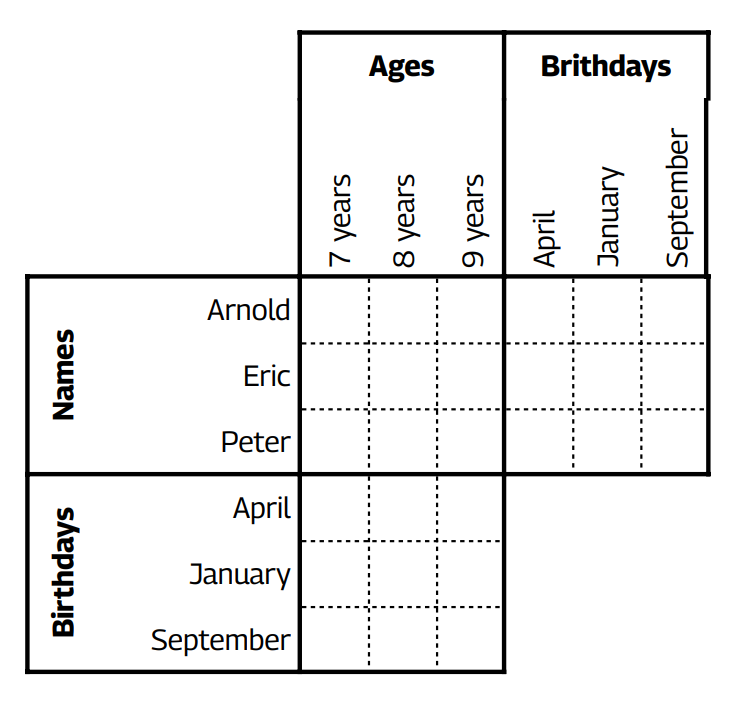 Ages
Brithdays
7 years
8 years
9 years
April
January
September
Names
Arnold
Eric
Peter
Birthdays
April
January
September